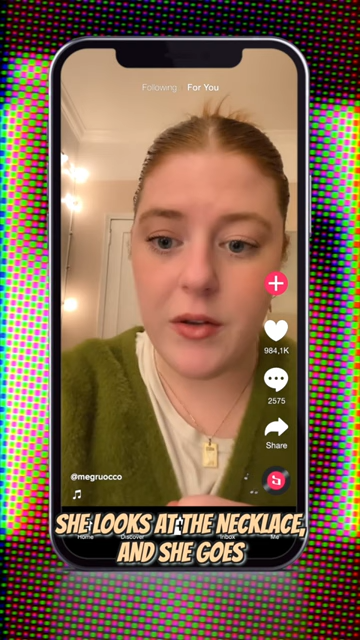 Following
For You
984,1K
2575
Share
@megruocco
SHE LOOKS AT THE NECKLACE,
AND SHE GOES
Home
Discover
Inbox
Me